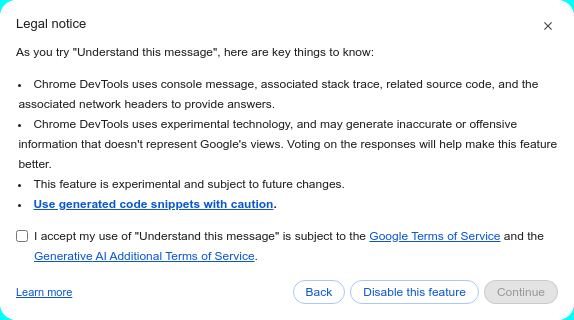 Legal notice
As you try "Understand this message", here are key things to know:
• Chrome DevTools uses console message, associated stack trace, related source code, and the
associated network headers to provide answers.
• Chrome DevTools uses experimental technology, and may generate inaccurate or offensive
information that doesn't represent Google's views. Voting on the responses will help make this feature
better.
• This feature is experimental and subject to future changes.
• Use generated code snippets with caution.
I accept my use of "Understand this message" is subject to the Google Terms of Service and the
Generative AI Additional Terms of Service.
Learn more Back Disable this feature Continue